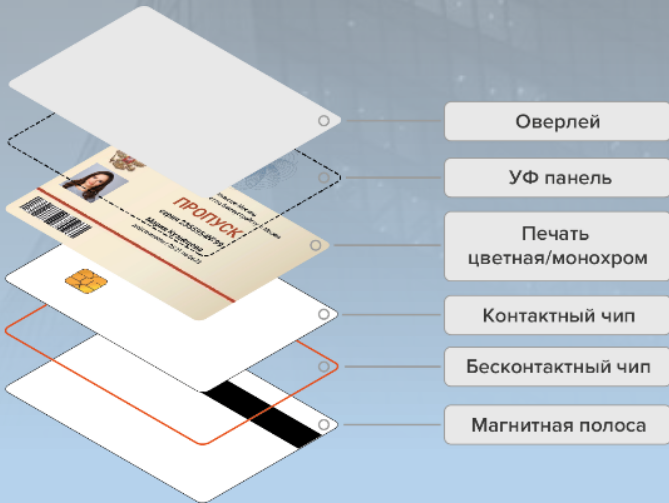 Оверлей
УФ панель
ПРОПУСК
Печать
цветная/монохром
Контактный чип
Бесконтактный чип
Магнитная полоса